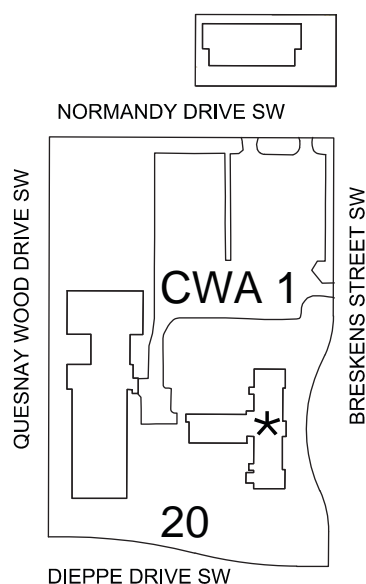 NORMANDY DRIVE SW
QUESNAY WOOD DRIVE SW
BRESKENS STREET SW
CWA 1
*
20
DIEPPE DRIVE SW